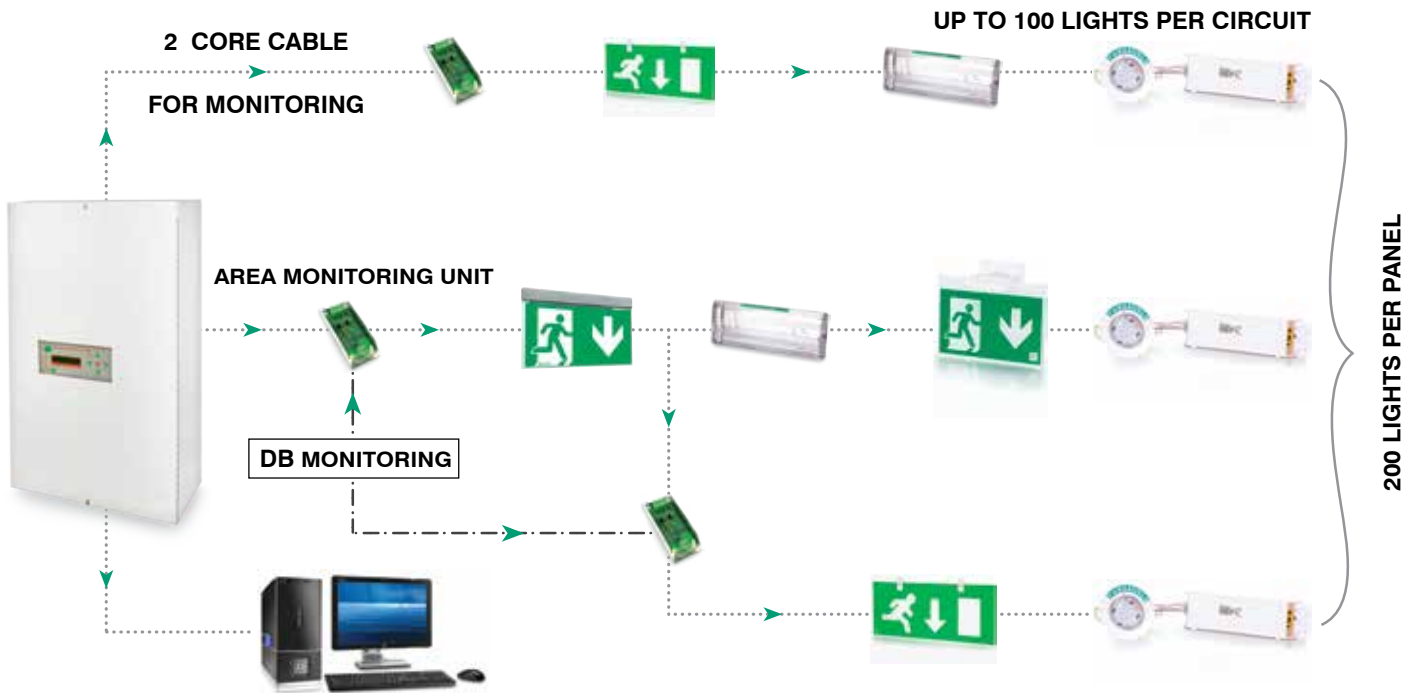 UP TO 100 LIGHTS PER CIRCUIT
2 CORE CABLE
FOR MONITORING
AREA MONITORING UNIT
DB MONITORING
200 LIGHTS PER PANEL